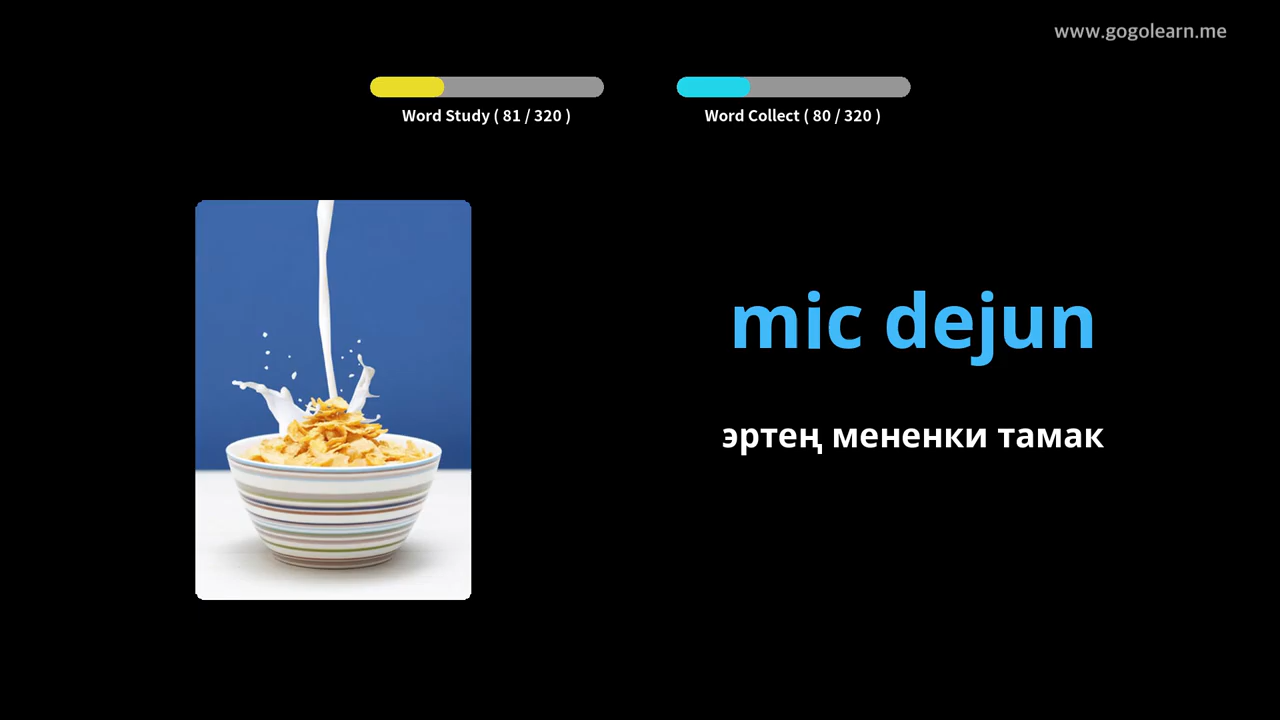 www.gogolearn.me
Word Study ( 81 / 320 )
Word Collect ( 80 / 320 )
mic dejun
эртең мененки тамак